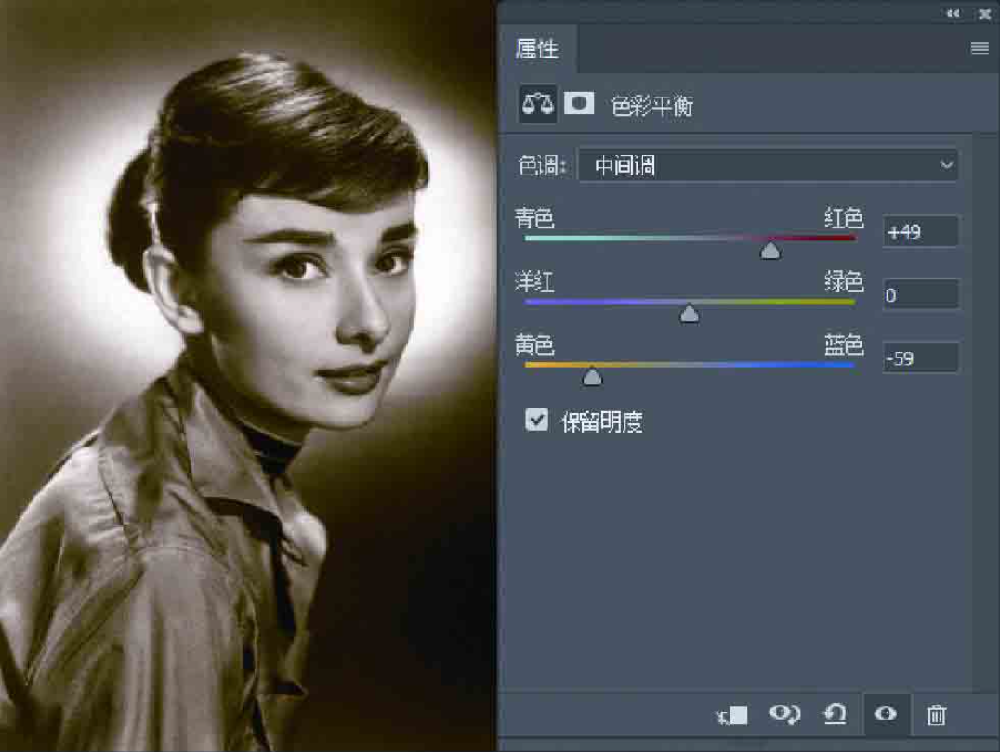 属性
色彩平衡
色调: 中间调
青色 红色 +49
洋红 绿色 0
黄色 蓝色 -59
保留明度